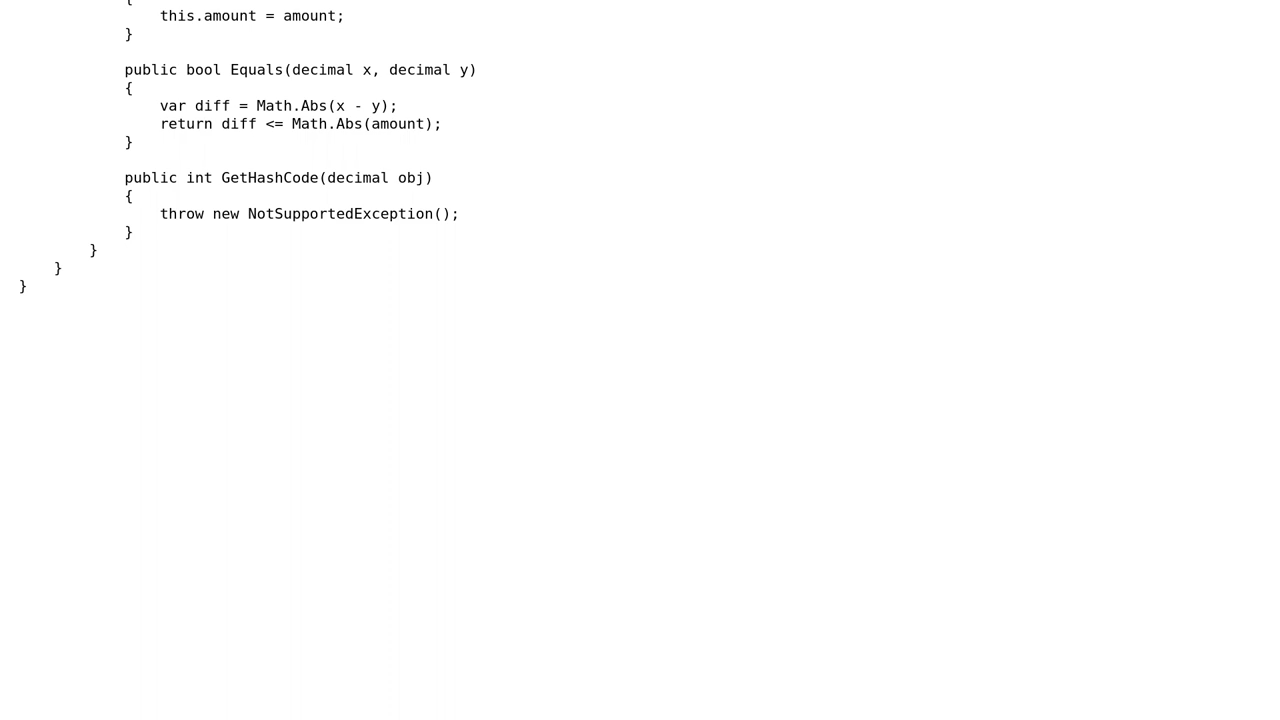 {
this.amount = amount;
}
public bool Equals(decimal x, decimal y)
{
var diff = Math.Abs(x - y);
return diff <= Math.Abs(amount);
}
public int GetHashCode(decimal obj)
{
throw new NotSupportedException();
}
}
}
}